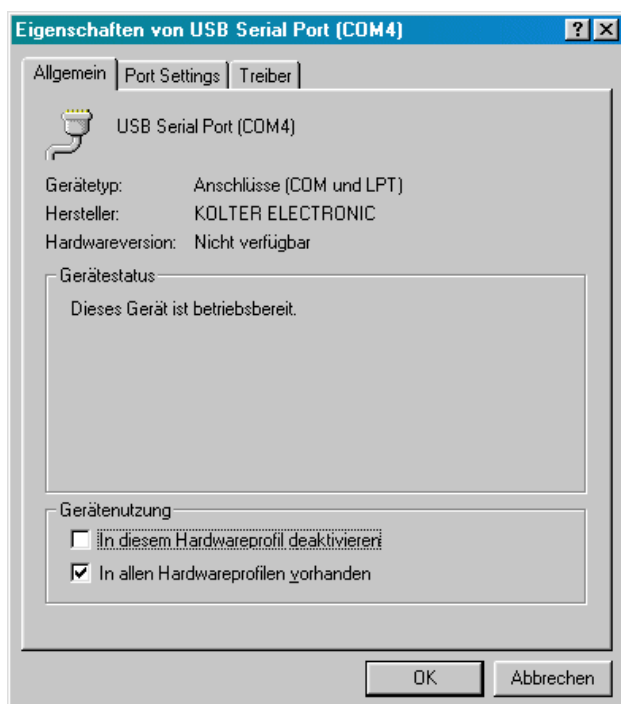 Eigenschaften von USB Serial Port (COM4)
Allgemein Port Settings Treiber
USB Serial Port (COM4)
Gerätetyp: Anschlüsse (COM und LPT)
Hersteller: KOLTER ELECTRONIC
Hardwareversion: Nicht verfügbar
Gerätestatus
Dieses Gerät ist betriebsbereit.
Gerätenutzung
In diesem Hardwareprofil deaktivieren
In allen Hardwareprofilen vorhanden
OK Abbrechen